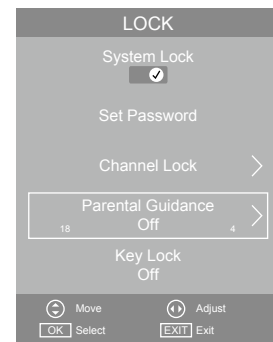 LOCK
System Lock
Set Password
Channel Lock
Parental Guidance
18 Off 4
Key Lock
Off
Move Adjust
OK Select EXIT Exit